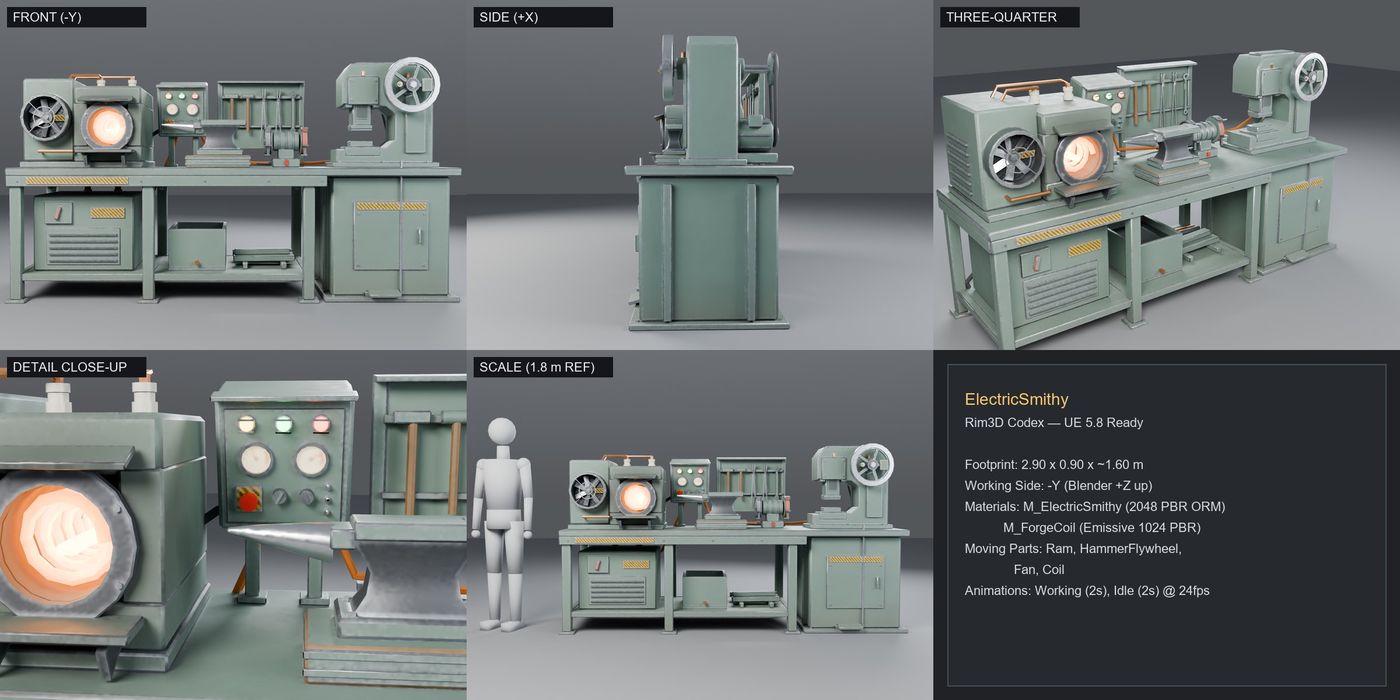 FRONT (-Y)
SIDE (+X)
THREE-QUARTER
DETAIL CLOSE-UP
SCALE (1.8 m REF)
ElectricSmithy
Rim3D Codex — UE 5.8 Ready
Footprint: 2.90 x 0.90 x ~1.60 m
Working Side: -Y (Blender +Z up)
Materials: M_ElectricSmithy (2048 PBR ORM)
M_ForgeCoil (Emissive 1024 PBR)
Moving Parts: Ram, HammerFlywheel,
Fan, Coil
Animations: Working (2s), Idle (2s) @ 24fps